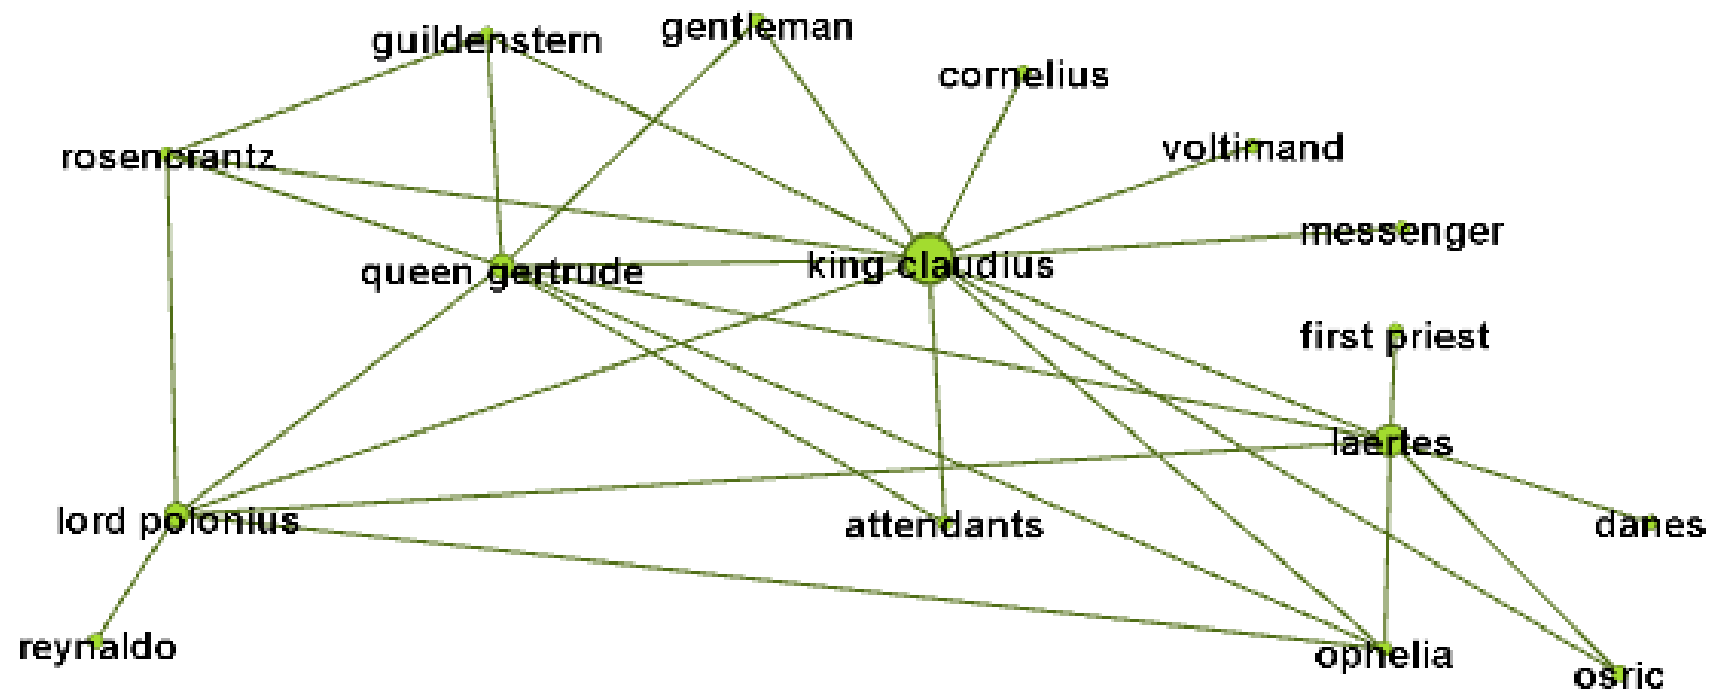 gentleman
guildenstern
cornelius
voltimand
rosencrantz
messenger
king claudius
queen gertrude
first priest
laertes
lord polonius
attendants
danes
reynaldo
ophelia
osric